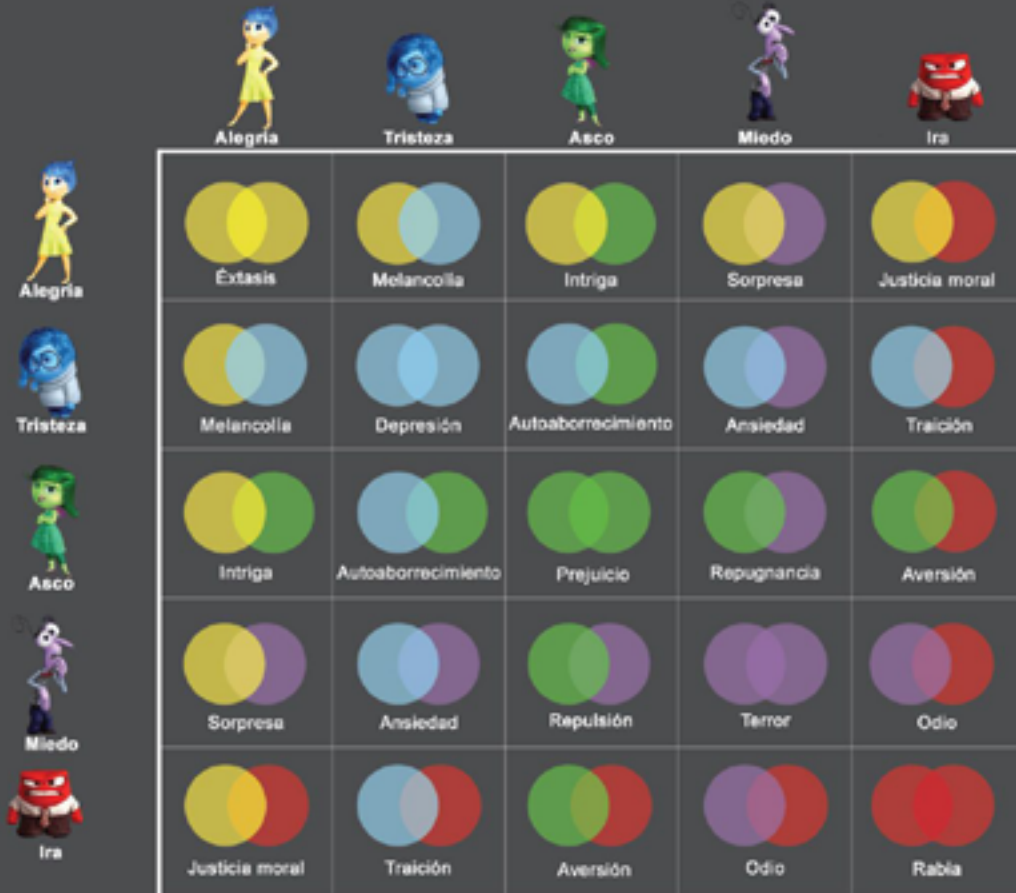 Alegría
Tristeza
Asco
Miedo
Ira
Alegría
Éxtasis
Melancolía
Intriga
Sorpresa
Justicia moral
Tristeza
Melancolía
Depresión
Autoaborrecimiento
Ansiedad
Traición
Asco
Intriga
Autoaborrecimiento
Prejuicio
Repugnancia
Aversión
Miedo
Sorpresa
Ansiedad
Repulsión
Terror
Odio
Ira
Justicia moral
Traición
Aversión
Odio
Rabia